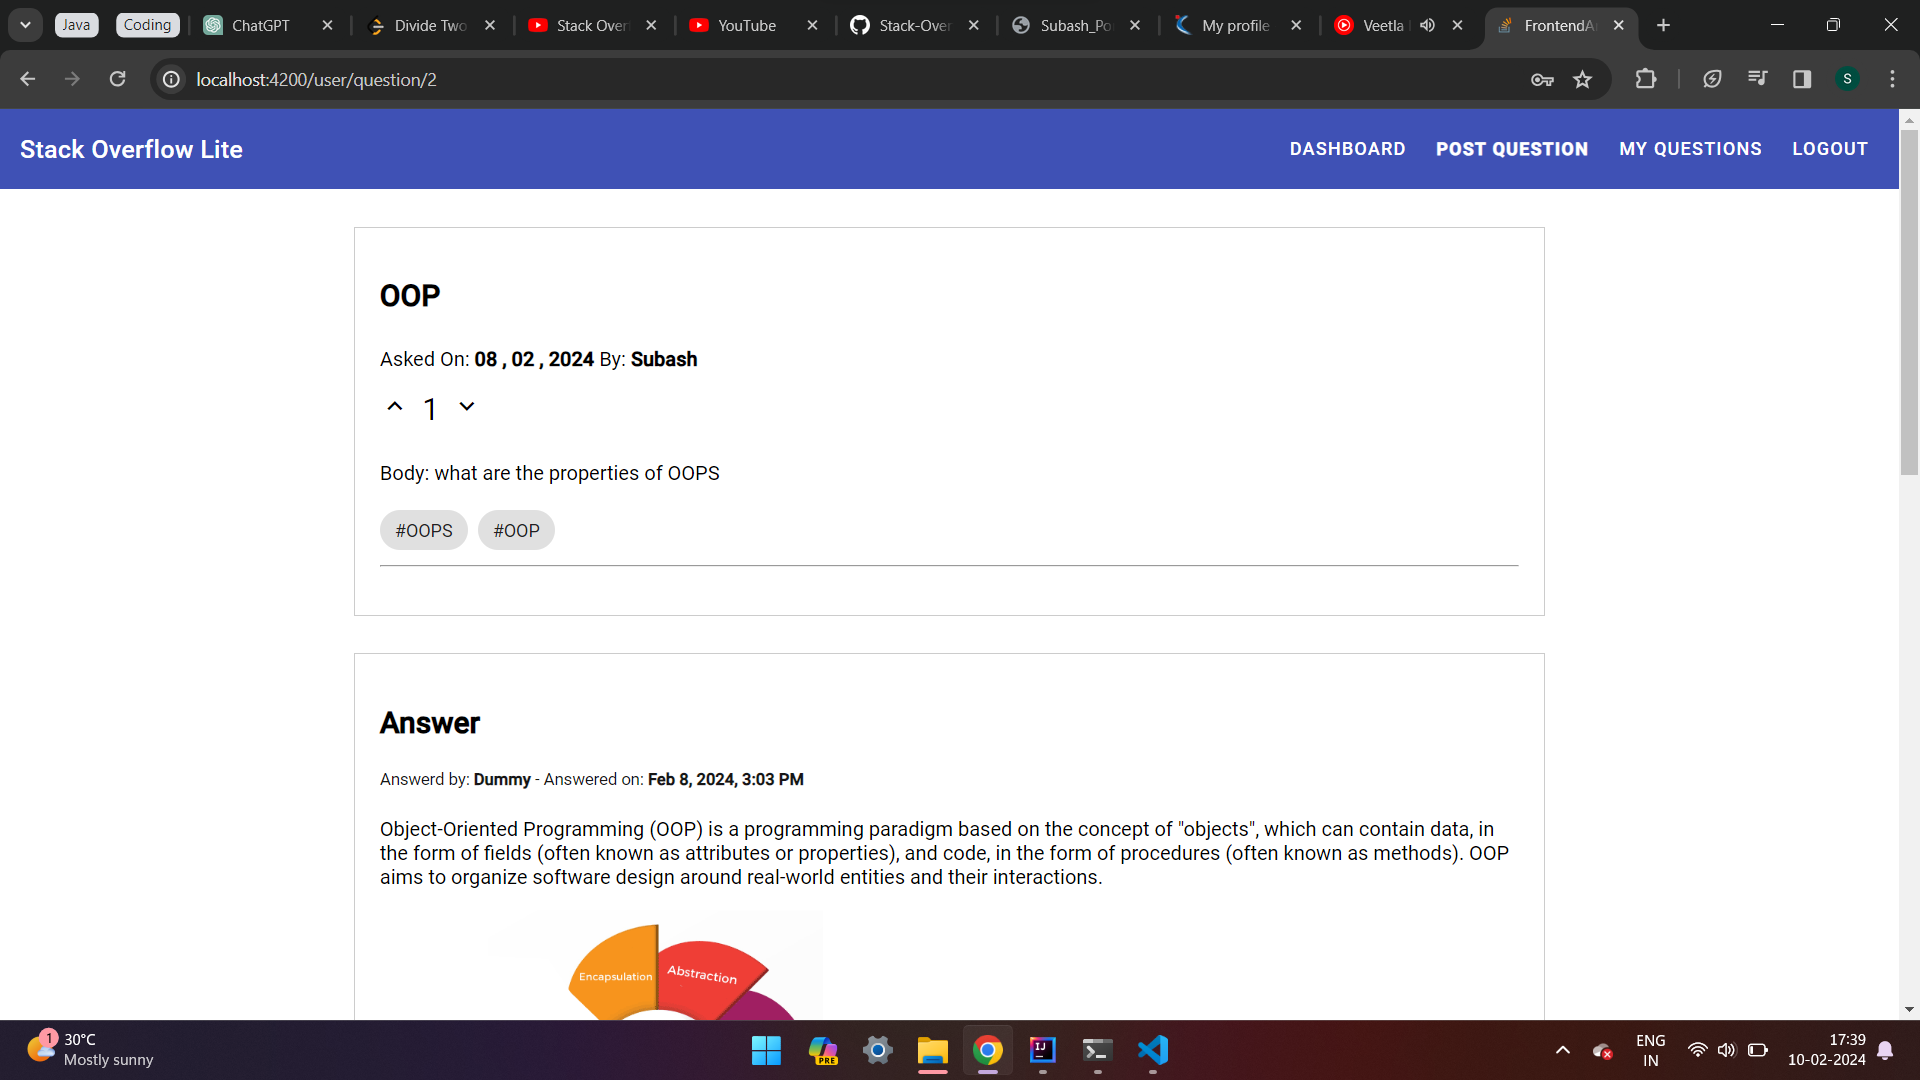 Java
Coding
ChatGPT
Divide Two
Stack Over
YouTube
Stack-Over
Subash_Po
My profile
Veetla
FrontendA
localhost:4200/user/question/2
S
Stack Overflow Lite
DASHBOARD
POST QUESTION
MY QUESTIONS
LOGOUT
OOP
Asked On: 08 , 02 , 2024 By: Subash
1
Body: what are the properties of OOPS
#OOPS #OOP
Answer
Answerd by: Dummy - Answered on: Feb 8, 2024, 3:03 PM
Object-Oriented Programming (OOP) is a programming paradigm based on the concept of "objects", which can contain data, in
the form of fields (often known as attributes or properties), and code, in the form of procedures (often known as methods). OOP
aims to organize software design around real-world entities and their interactions.
Encapsulation
Abstraction
1
30°C
Mostly sunny
PRE
IJ
ENG
IN
17:39
10-02-2024